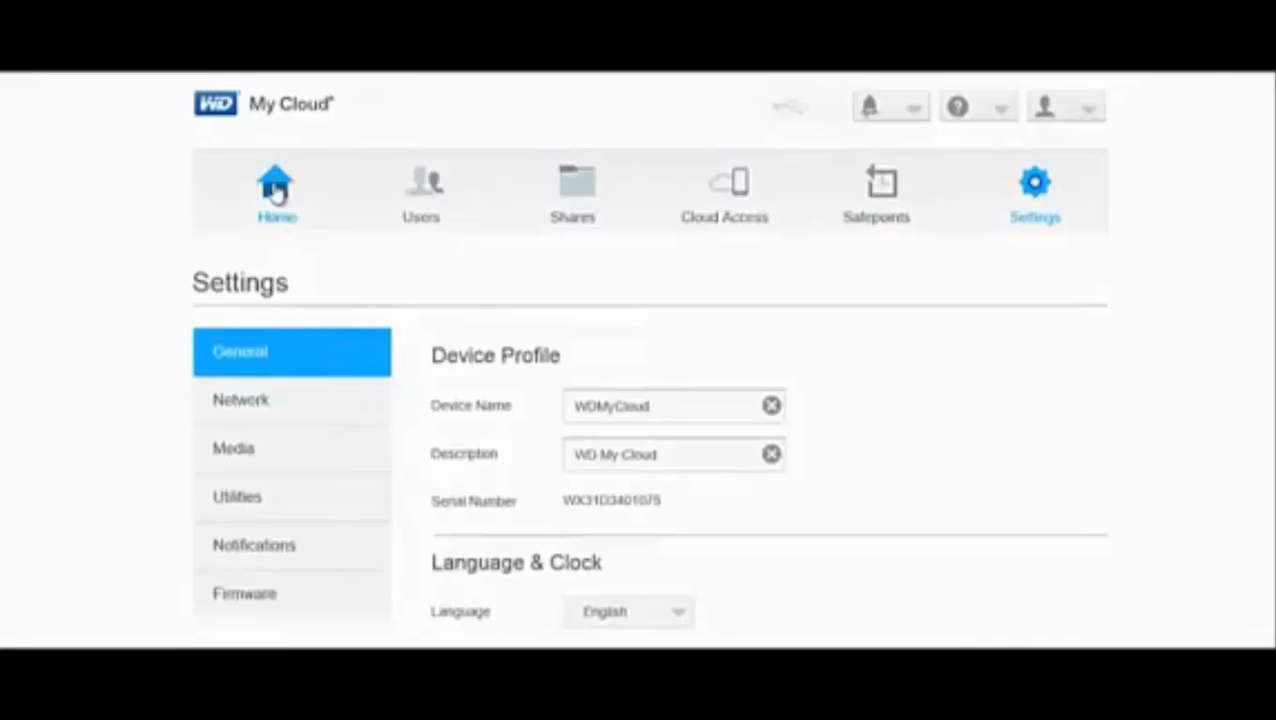 WD My Cloud
Home
Users
Shares
Cloud Access
Safepoints
Settings
Settings
General
Network
Media
Utilities
Notifications
Firmware
Device Profile
Device Name
WDMyCloud
Description
WD My Cloud
Serial Number
Language & Clock
Language
English